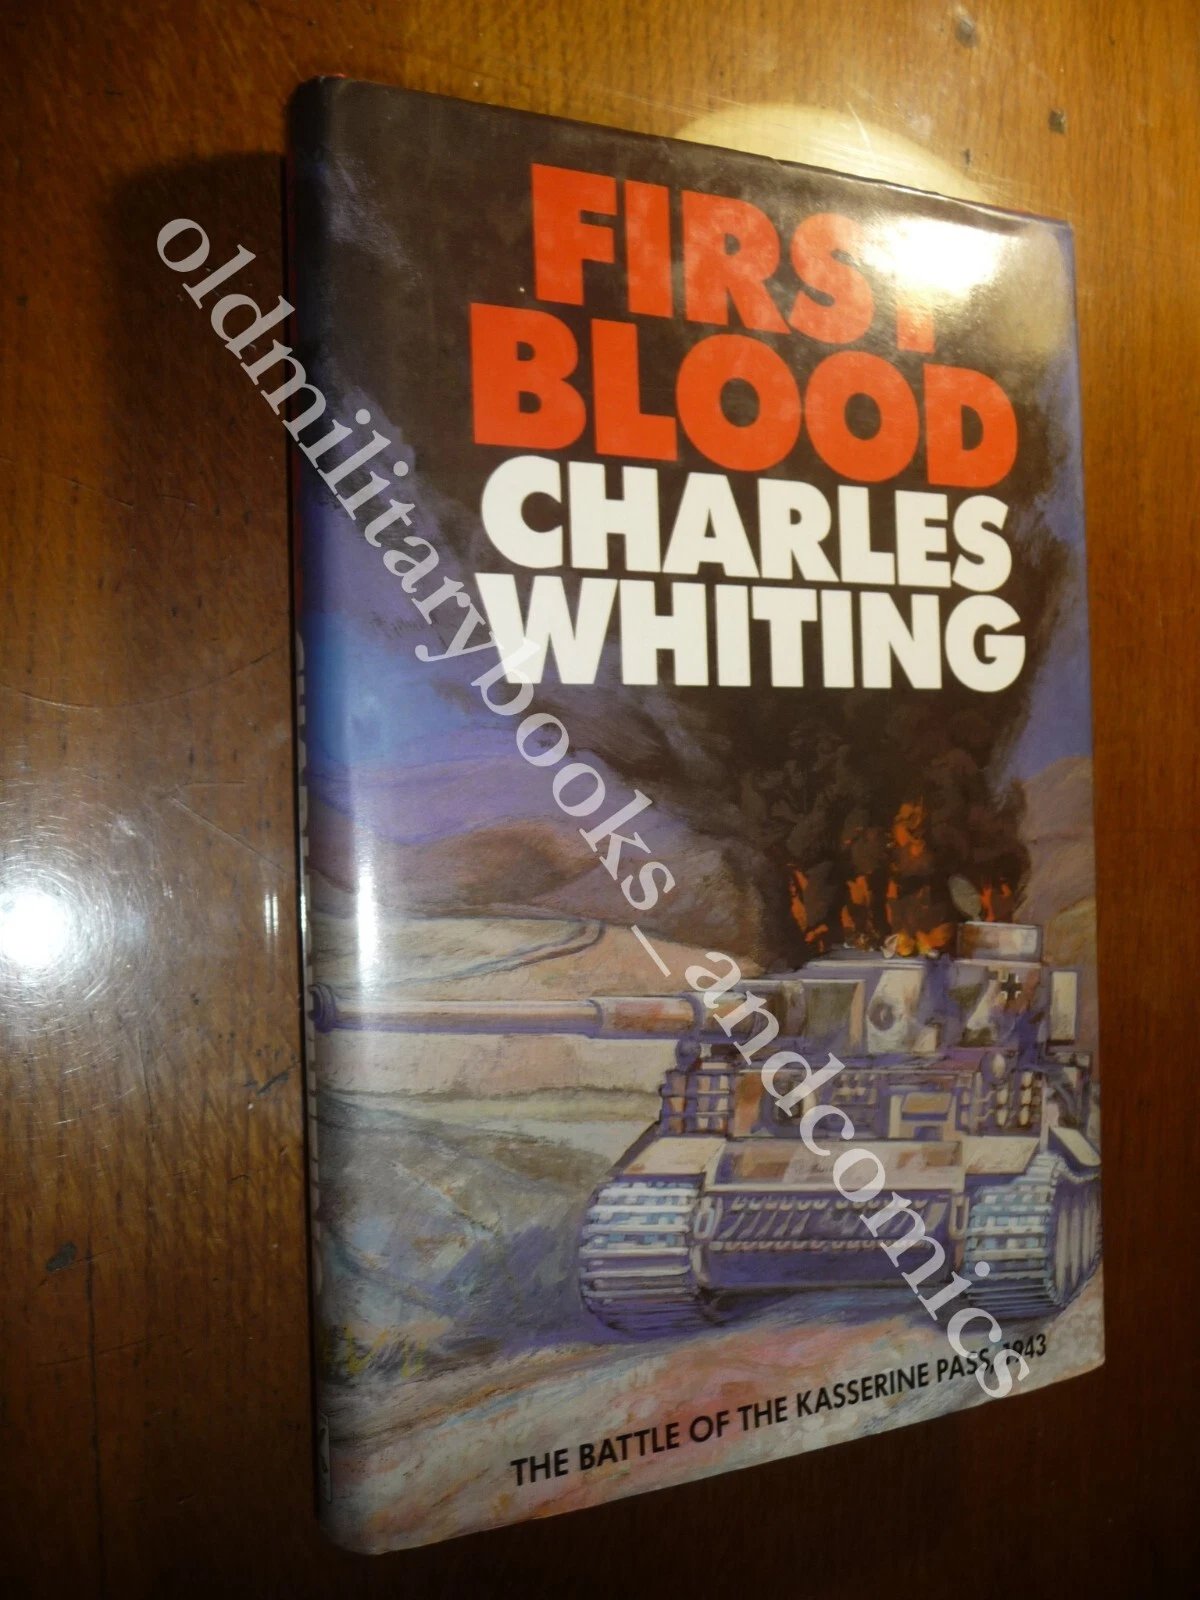 FIRST
BLOOD
CHARLES
WHITING
THE BATTLE OF THE KASSERINE PASS, 1943
oldmilitarybooks_andcomics